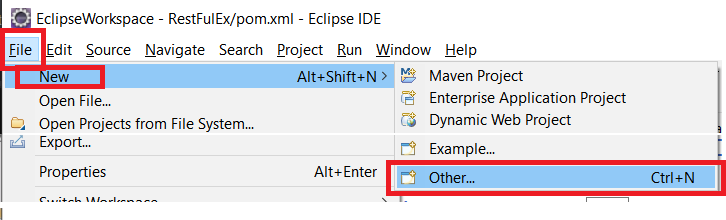 EclipseWorkspace - RestFulEx/pom.xml - Eclipse IDE
File Edit Source Navigate Search Project Run Window Help
New Alt+Shift+N >
Open File...
Open Projects from File System...
Export...
Properties Alt+Enter
Switch Workspace
Maven Project
Enterprise Application Project
Dynamic Web Project
Example...
Other... Ctrl+N